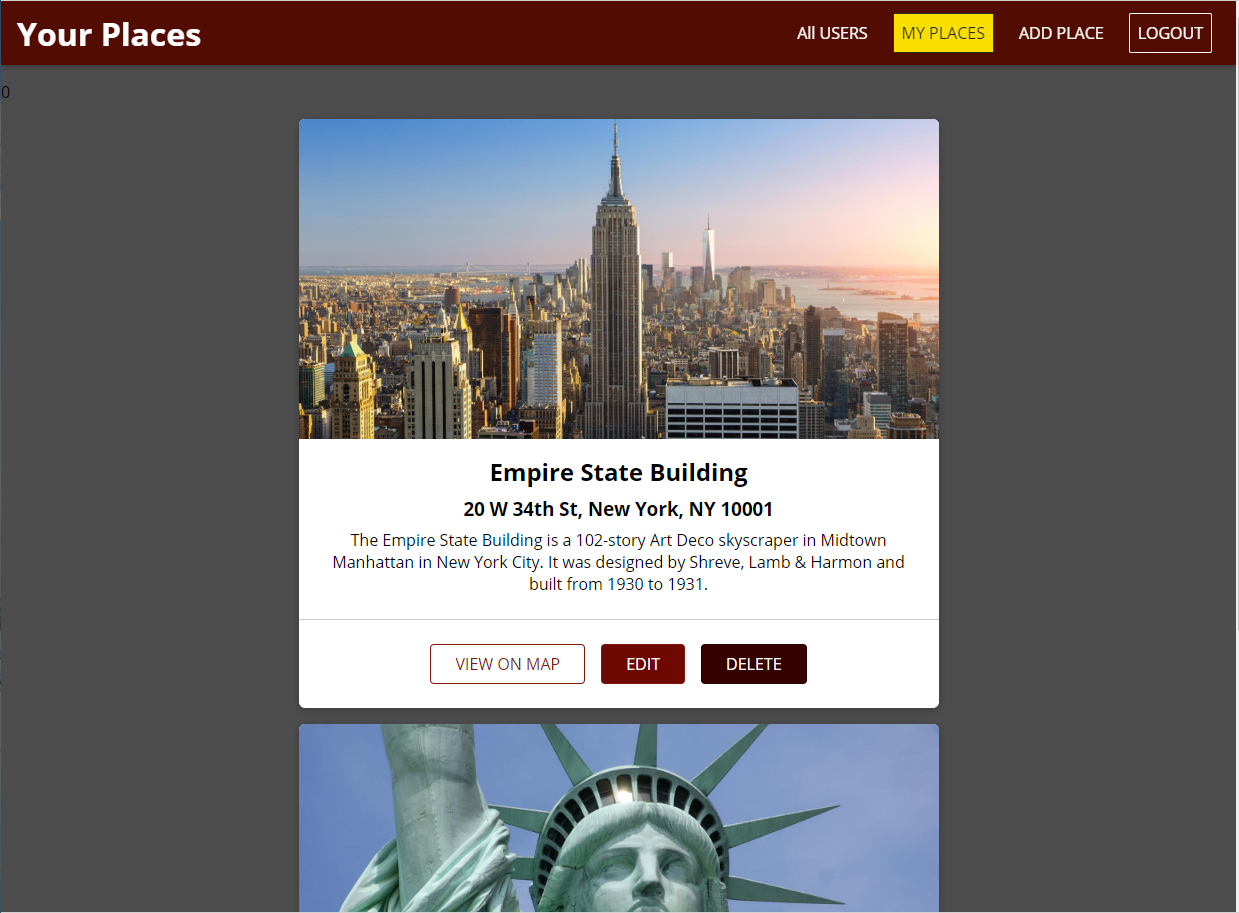 Your Places
All USERS
MY PLACES
ADD PLACE
LOGOUT
0
Empire State Building
20 W 34th St, New York, NY 10001
The Empire State Building is a 102-story Art Deco skyscraper in Midtown
Manhattan in New York City. It was designed by Shreve, Lamb & Harmon and
built from 1930 to 1931.
VIEW ON MAP
EDIT
DELETE